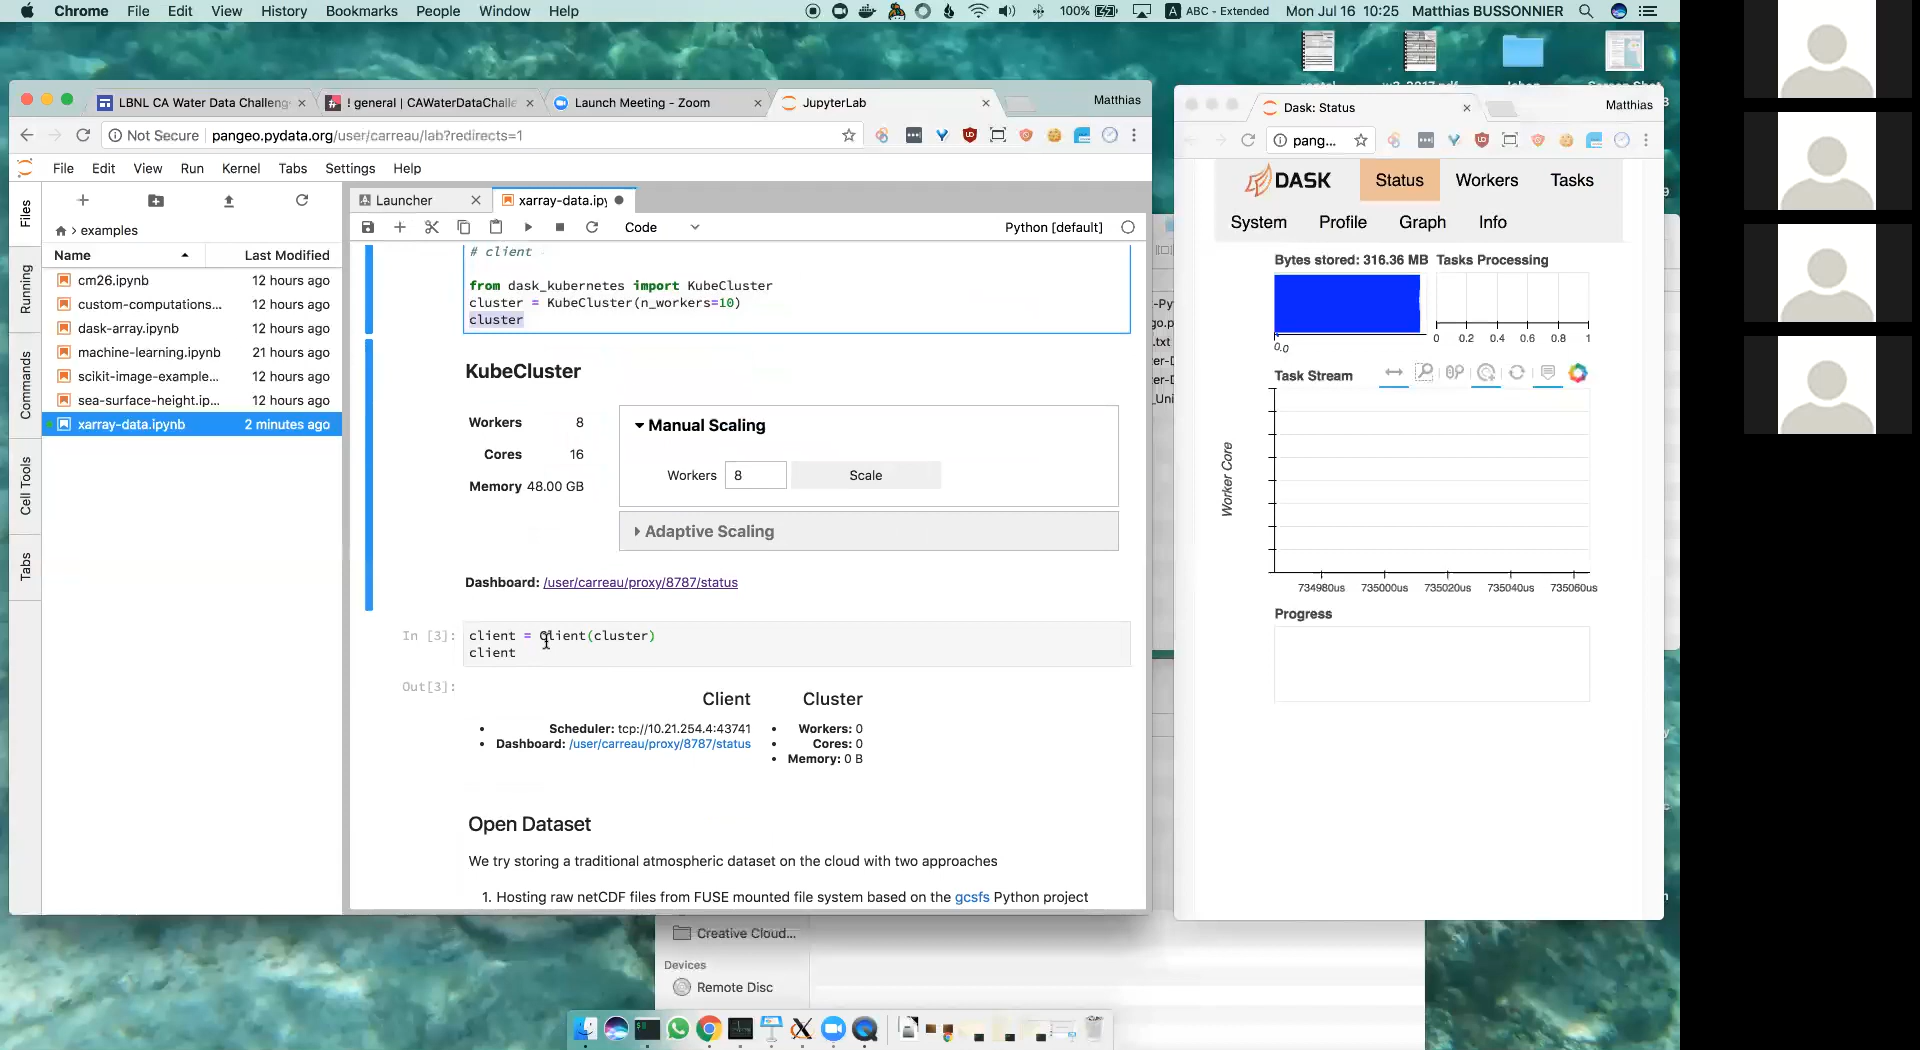 Chrome File Edit View History Bookmarks People Window Help
100% A ABC - Extended Mon Jul 16 10:25 Matthias BUSSONNIER
LBNL CA Water Data Challeng
! general | CAWaterDataChalle
Launch Meeting - Zoom
JupyterLab
Matthias
Not Secure pangeo.pydata.org/user/carreau/lab?redirects=1
File Edit View Run Kernel Tabs Settings Help
Files
Running
Commands
Cell Tools
Tabs
> examples
Name Last Modified
cm26.ipynb 12 hours ago
custom-computations... 12 hours ago
dask-array.ipynb 12 hours ago
machine-learning.ipynb 21 hours ago
scikit-image-example... 12 hours ago
sea-surface-height.ip... 12 hours ago
xarray-data.ipynb 2 minutes ago
Launcher
xarray-data.ipy
Code Python [default]
# client
from dask_kubernetes import KubeCluster
cluster = KubeCluster(n_workers=10)
cluster
KubeCluster
Workers 8
Cores 16
Memory 48.00 GB
Manual Scaling
Workers 8 Scale
Adaptive Scaling
Dashboard: /user/carreau/proxy/8787/status
In [3]: client = Client(cluster)
client
Out[3]:
Client Cluster
Scheduler: tcp://10.21.254.4:43741
Dashboard: /user/carreau/proxy/8787/status
Workers: 0
Cores: 0
Memory: 0 B
Open Dataset
We try storing a traditional atmospheric dataset on the cloud with two approaches
1. Hosting raw netCDF files from FUSE mounted file system based on the gcsfs Python project
Dask: Status
Matthias
pang...
DASK Status Workers Tasks
System Profile Graph Info
Bytes stored: 316.36 MB Tasks Processing
0.0
0 0.2 0.4 0.6 0.8 1
Task Stream
Worker Core
734980us 735000us 735020us 735040us 735060us
Progress
Creative Cloud...
Devices
Remote Disc